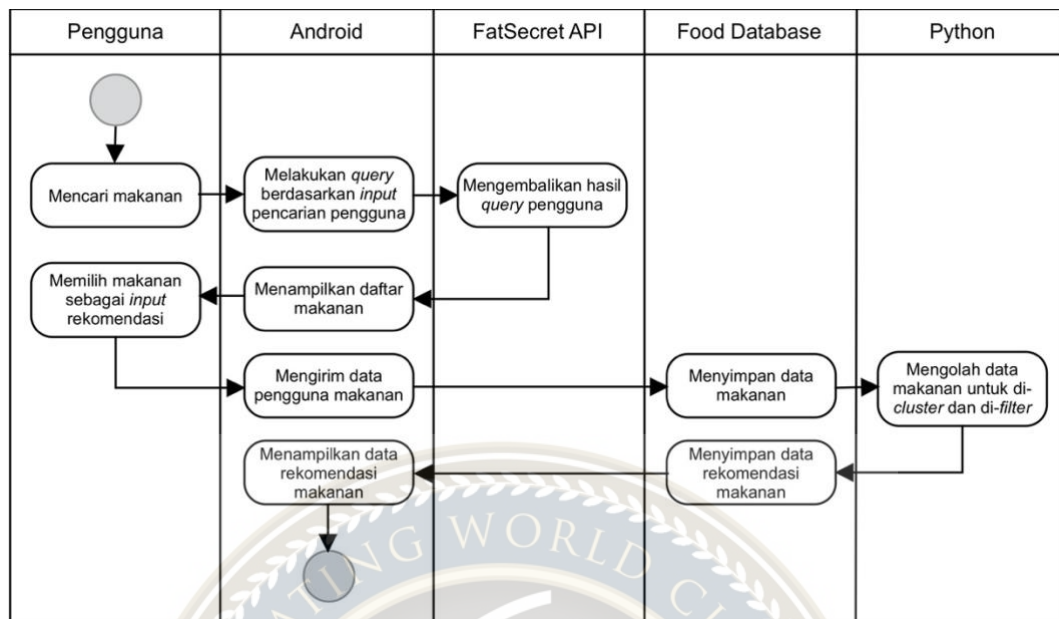 Pengguna
Android
FatSecret API
Food Database
Python
Mencari makanan
Melakukan query
berdasarkan input
pencarian pengguna
Mengembalikan hasil
query pengguna
Memilih makanan
sebagai input
rekomendasi
Menampilkan daftar
makanan
Mengirim data
pengguna makanan
Menyimpan data
makanan
Mengolah data
makanan untuk di-
cluster dan di-filter
Menampilkan data
rekomendasi
makanan
Menyimpan data
rekomendasi
makanan
ATING WORLD C